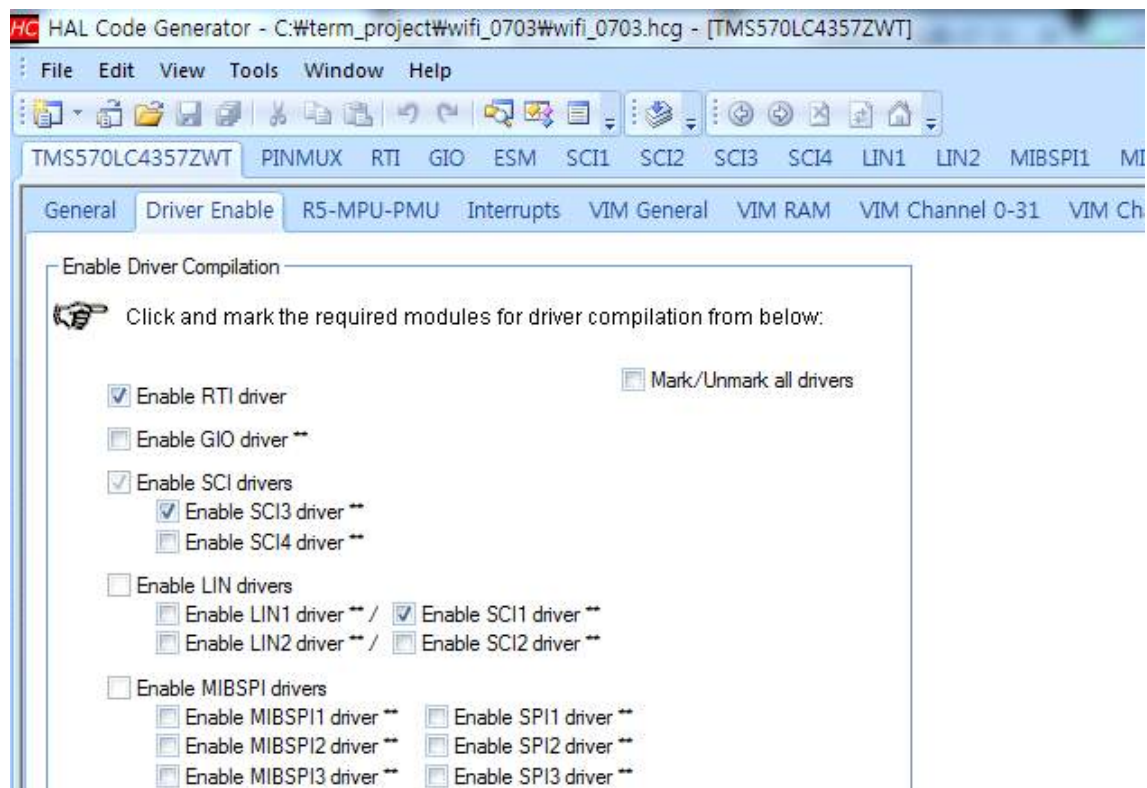 HC HAL Code Generator - C:₩term_project₩wifi_0703₩wifi_0703.hcg - [TMS570LC4357ZWT]
File Edit View Tools Window Help
TMS570LC4357ZWT PINMUX RTI GIO ESM SCI1 SCI2 SCI3 SCI4 LIN1 LIN2 MIBSPI1 MI
General Driver Enable R5-MPU-PMU Interrupts VIM General VIM RAM VIM Channel 0-31 VIM Ch
Enable Driver Compilation
Click and mark the required modules for driver compilation from below:
Mark/Unmark all drivers
Enable RTI driver
Enable GIO driver **
Enable SCI drivers
Enable SCI3 driver **
Enable SCI4 driver **
Enable LIN drivers
Enable LIN1 driver ** / Enable SCI1 driver **
Enable LIN2 driver ** / Enable SCI2 driver **
Enable MIBSPI drivers
Enable MIBSPI1 driver ** Enable SPI1 driver **
Enable MIBSPI2 driver ** Enable SPI2 driver **
Enable MIBSPI3 driver ** Enable SPI3 driver **